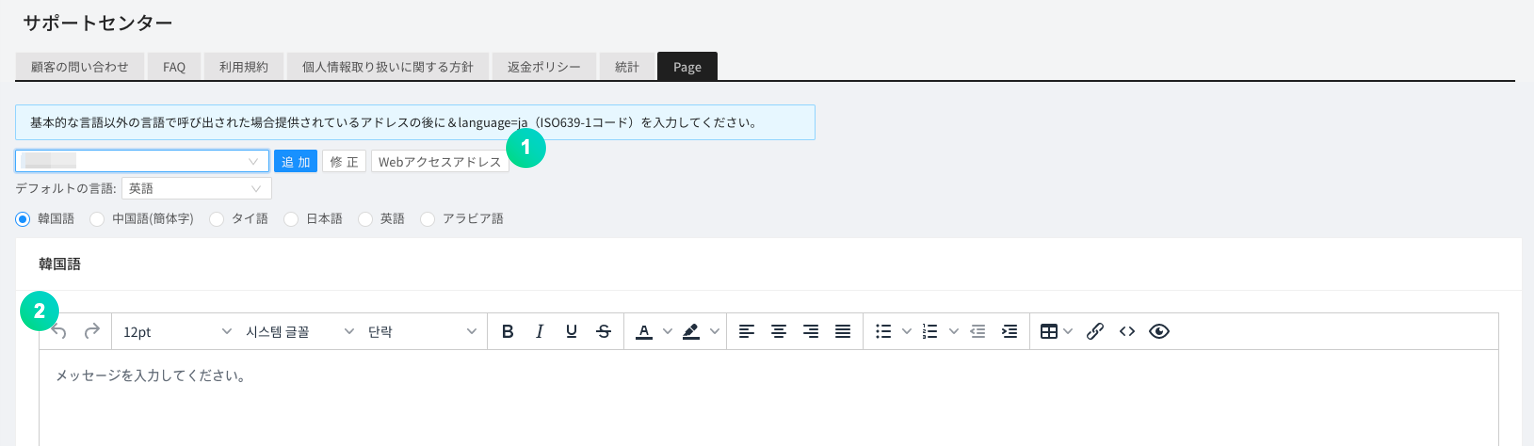 サポートセンター
顧客の問い合わせ FAQ 利用規約 個人情報取り扱いに関する方針 返金ポリシー 統計 Page
基本的な言語以外の言語で呼び出された場合提供されているアドレスの後に＆language=ja（ISO639-1コード）を入力してください。
1
追 加 修 正 Webアクセスアドレス
デフォルトの言語: 英語
韓国語 中国語(簡体字) タイ語 日本語 英語 アラビア語
韓国語
2
12pt 시스템 글꼴 단락 B I U S A
メッセージを入力してください。